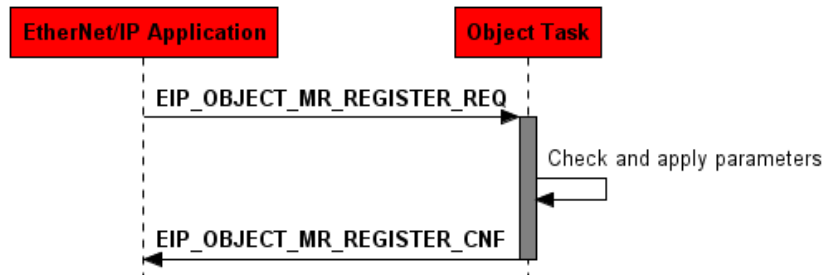 EtherNet/IP Application
Object Task
EIP_OBJECT_MR_REGISTER_REQ
Check and apply parameters
EIP_OBJECT_MR_REGISTER_CNF